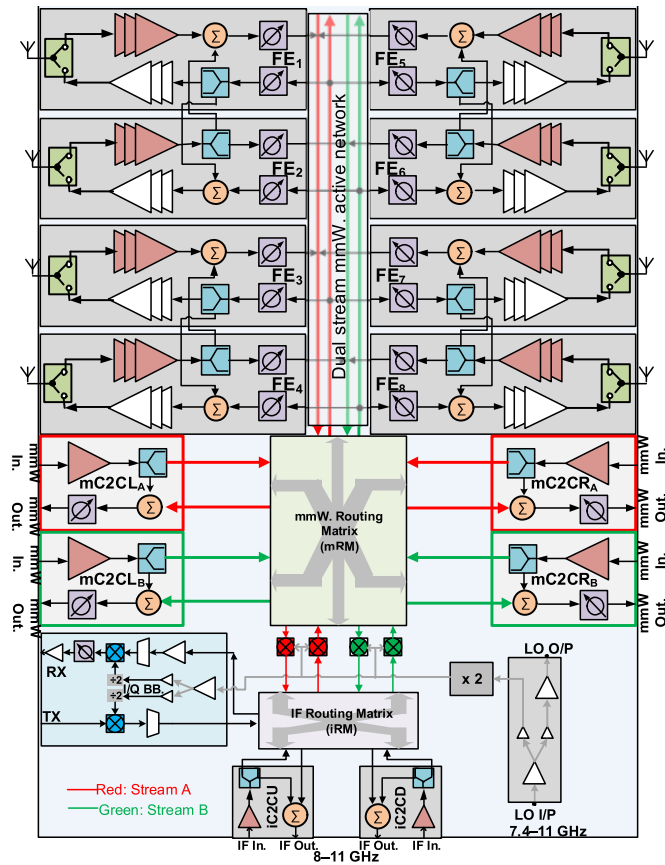 Σ
FE1
FE5
Σ
Dual stream mmW. active network
FE2
FE6
Σ
Σ
Σ
FE3
FE7
Σ
FE4
FE8
Σ
Σ
mmW
In.
mC2CLA
mmW
Out.
Σ
mmW. Routing
Matrix
(mRM)
mmW
In.
mC2CRA
mmW
Out.
Σ
mmW
In.
mC2CLB
mmW
Out.
Σ
mmW
In.
mC2CRB
mmW
Out.
Σ
RX
÷2
I/Q BB.
÷2
TX
x 2
LO O/P
IF Routing Matrix
(iRM)
Red: Stream A
Green: Stream B
iC2CU
Σ
Σ
iC2CD
LO I/P
7.4–11 GHz
IF In.
IF Out.
IF Out.
IF In.
8–11 GHz